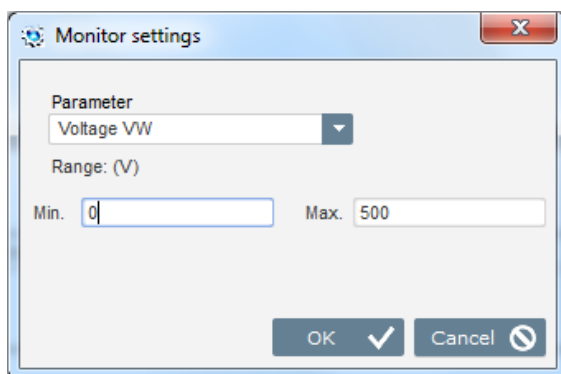 Monitor settings
Parameter
Voltage VW
Range: (V)
Min. 0 Max. 500
OK Cancel